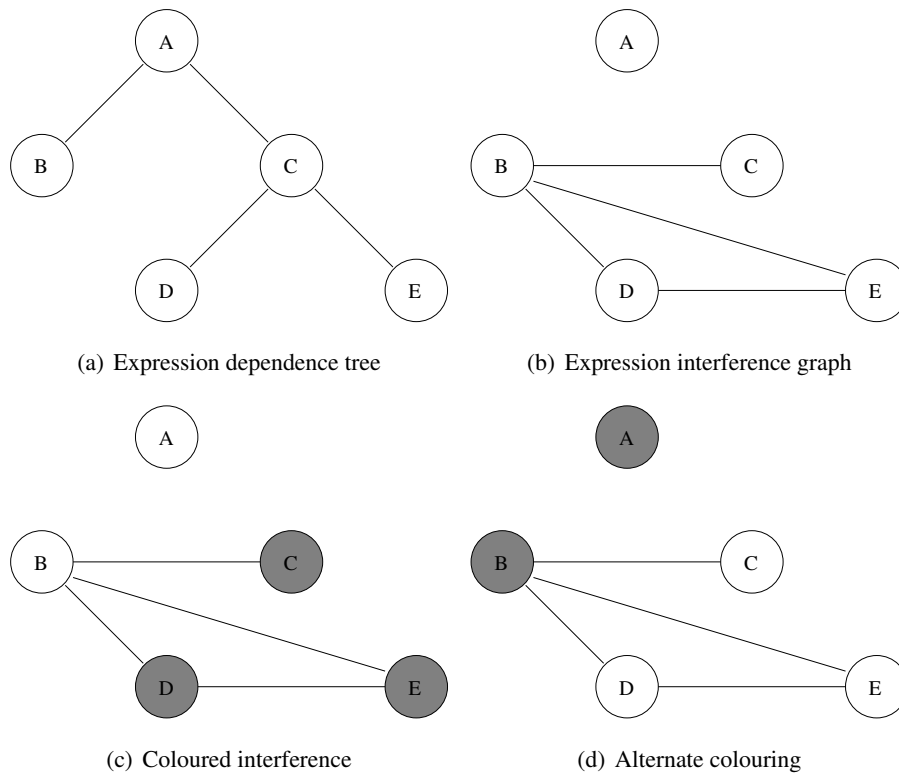 A
B
C
D
E
(a) Expression dependence tree
A
B
C
D
E
(b) Expression interference graph
A
B
C
D
E
(c) Coloured interference
A
B
C
D
E
(d) Alternate colouring